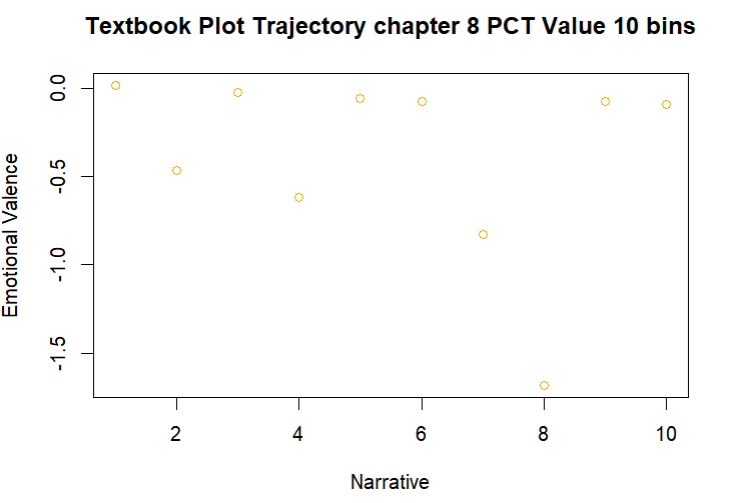 Textbook Plot Trajectory chapter 8 PCT Value 10 bins
Emotional Valence
0.0
-0.5
-1.0
-1.5
2 4 6 8 10
Narrative